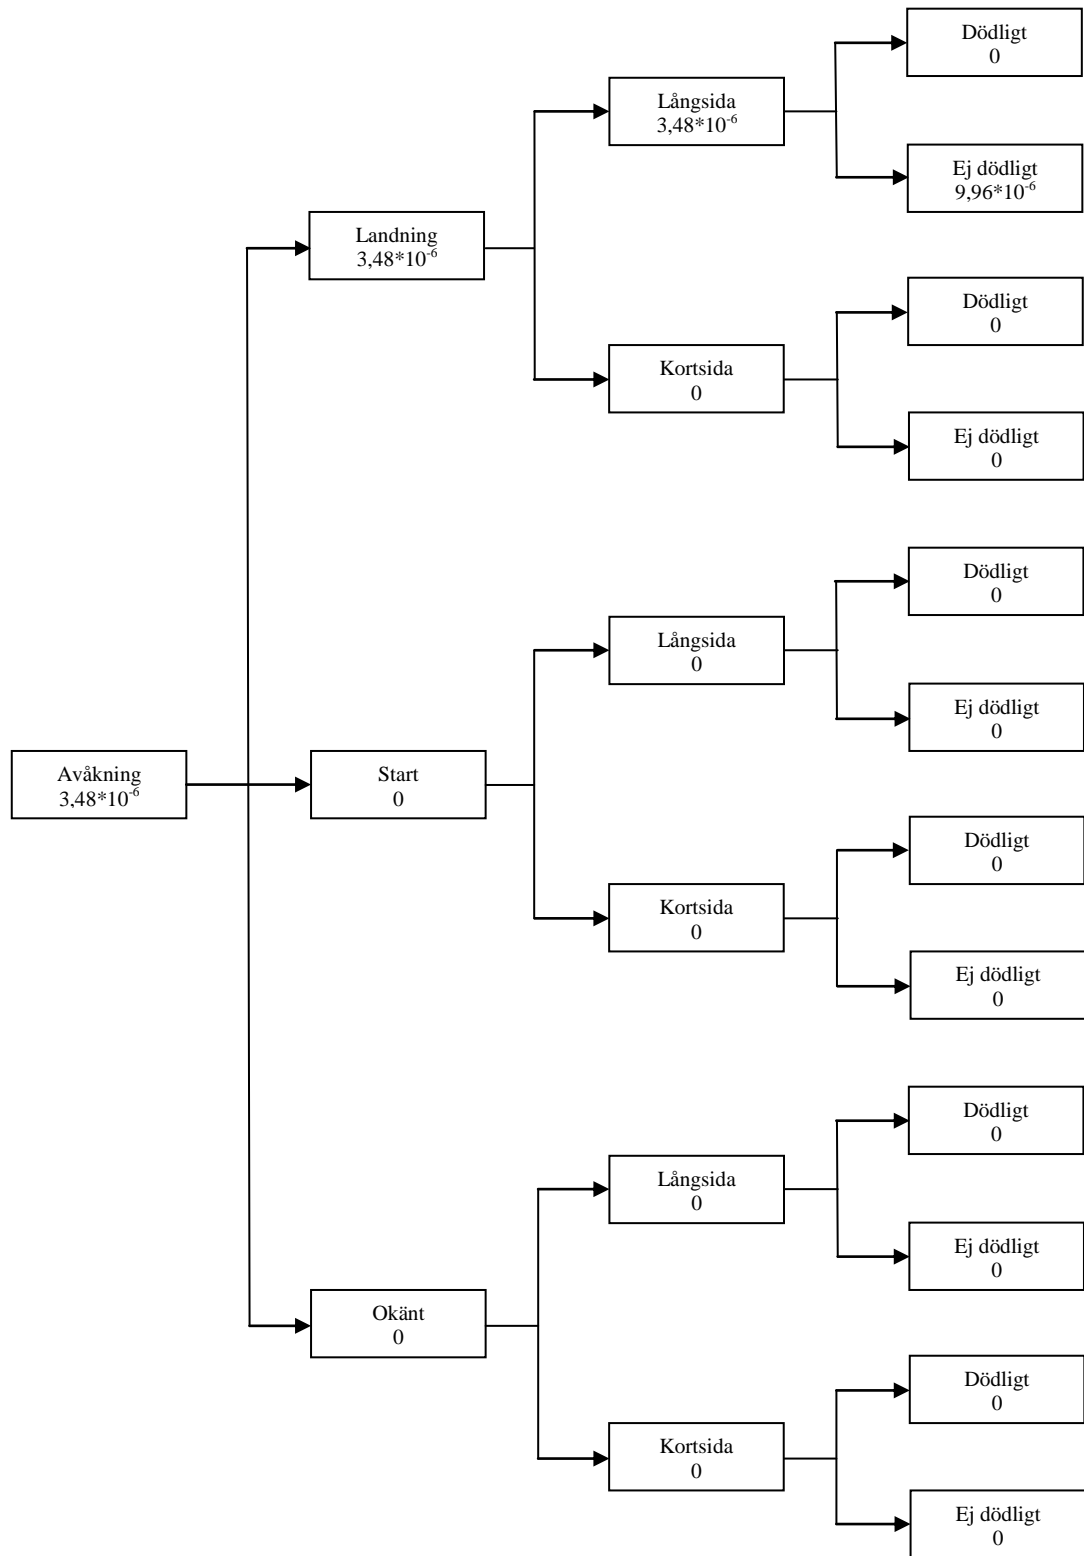 Dödligt
0
Långsida
3,48*10⁻⁶
Ej dödligt
9,96*10⁻⁶
Landning
3,48*10⁻⁶
Dödligt
0
Kortsida
0
Ej dödligt
0
Dödligt
0
Långsida
0
Ej dödligt
0
Avåkning
3,48*10⁻⁶
Start
0
Dödligt
0
Kortsida
0
Ej dödligt
0
Dödligt
0
Långsida
0
Ej dödligt
0
Okänt
0
Dödligt
0
Kortsida
0
Ej dödligt
0